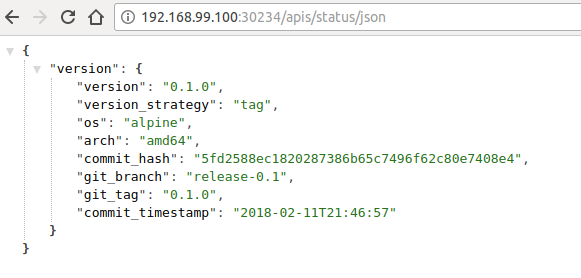 192.168.99.100:30234/apis/status/json
{
"version": {
"version": "0.1.0",
"version_strategy": "tag",
"os": "alpine",
"arch": "amd64",
"commit_hash": "5fd2588ec1820287386b65c7496f62c80e7408e4",
"git_branch": "release-0.1",
"git_tag": "0.1.0",
"commit_timestamp": "2018-02-11T21:46:57"
}
}